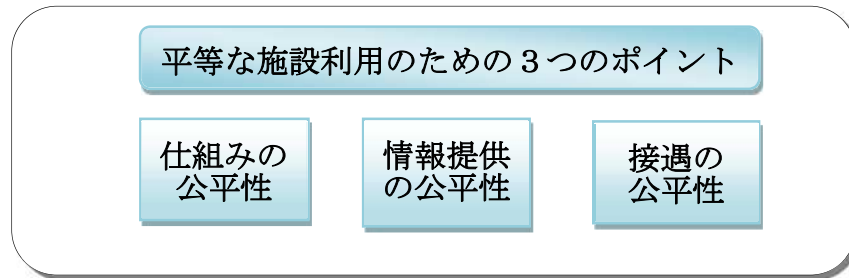 平等な施設利用のための３つのポイント
仕組みの
公平性
情報提供
の公平性
接遇の
公平性